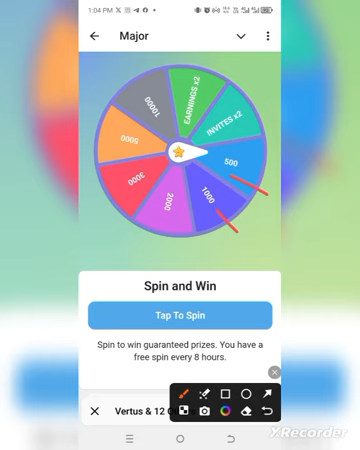 1:04 PM
Major
EARNINGS x2
INVITES x2
500
1000
2000
3000
5000
10000
Spin and Win
Tap To Spin
Spin to win guaranteed prizes. You have a
free spin every 8 hours.
Vertus & 12
XRecorder